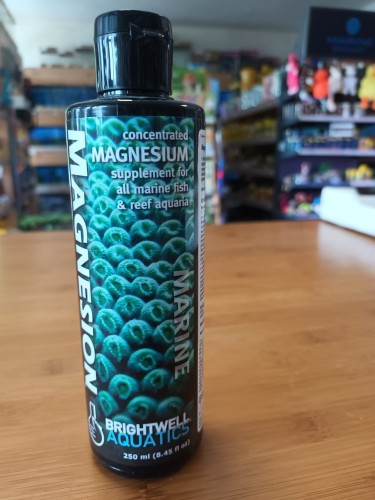 concentrated
MAGNESIUM
supplement for
all marine fish
& reef aquaria
MAGNESION
MARINE
BRIGHTWELL
AQUATICS
250 ml (8.45 fl oz)